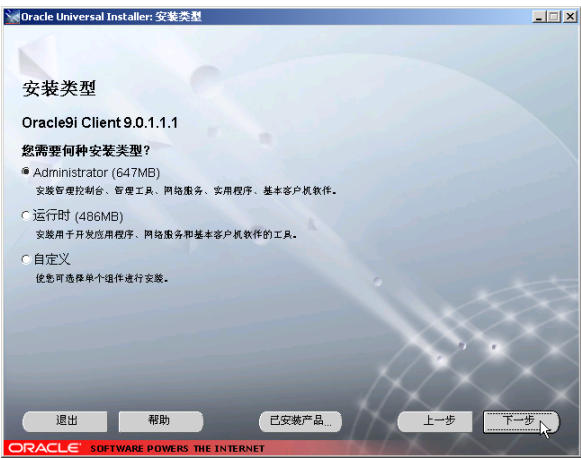 Oracle Universal Installer: 安装类型
安装类型
Oracle9i Client 9.0.1.1.1
您需要何种安装类型?
Administrator (647MB)
安装管理控制台、管理工具、网络服务、实用程序、基本客户机软件。
运行时 (486MB)
安装用于开发应用程序、网络服务和基本客户机软件的工具。
自定义
使您可选择单个组件进行安装。
退出 帮助 已安装产品... 上一步 下一步
ORACLE® SOFTWARE POWERS THE INTERNET